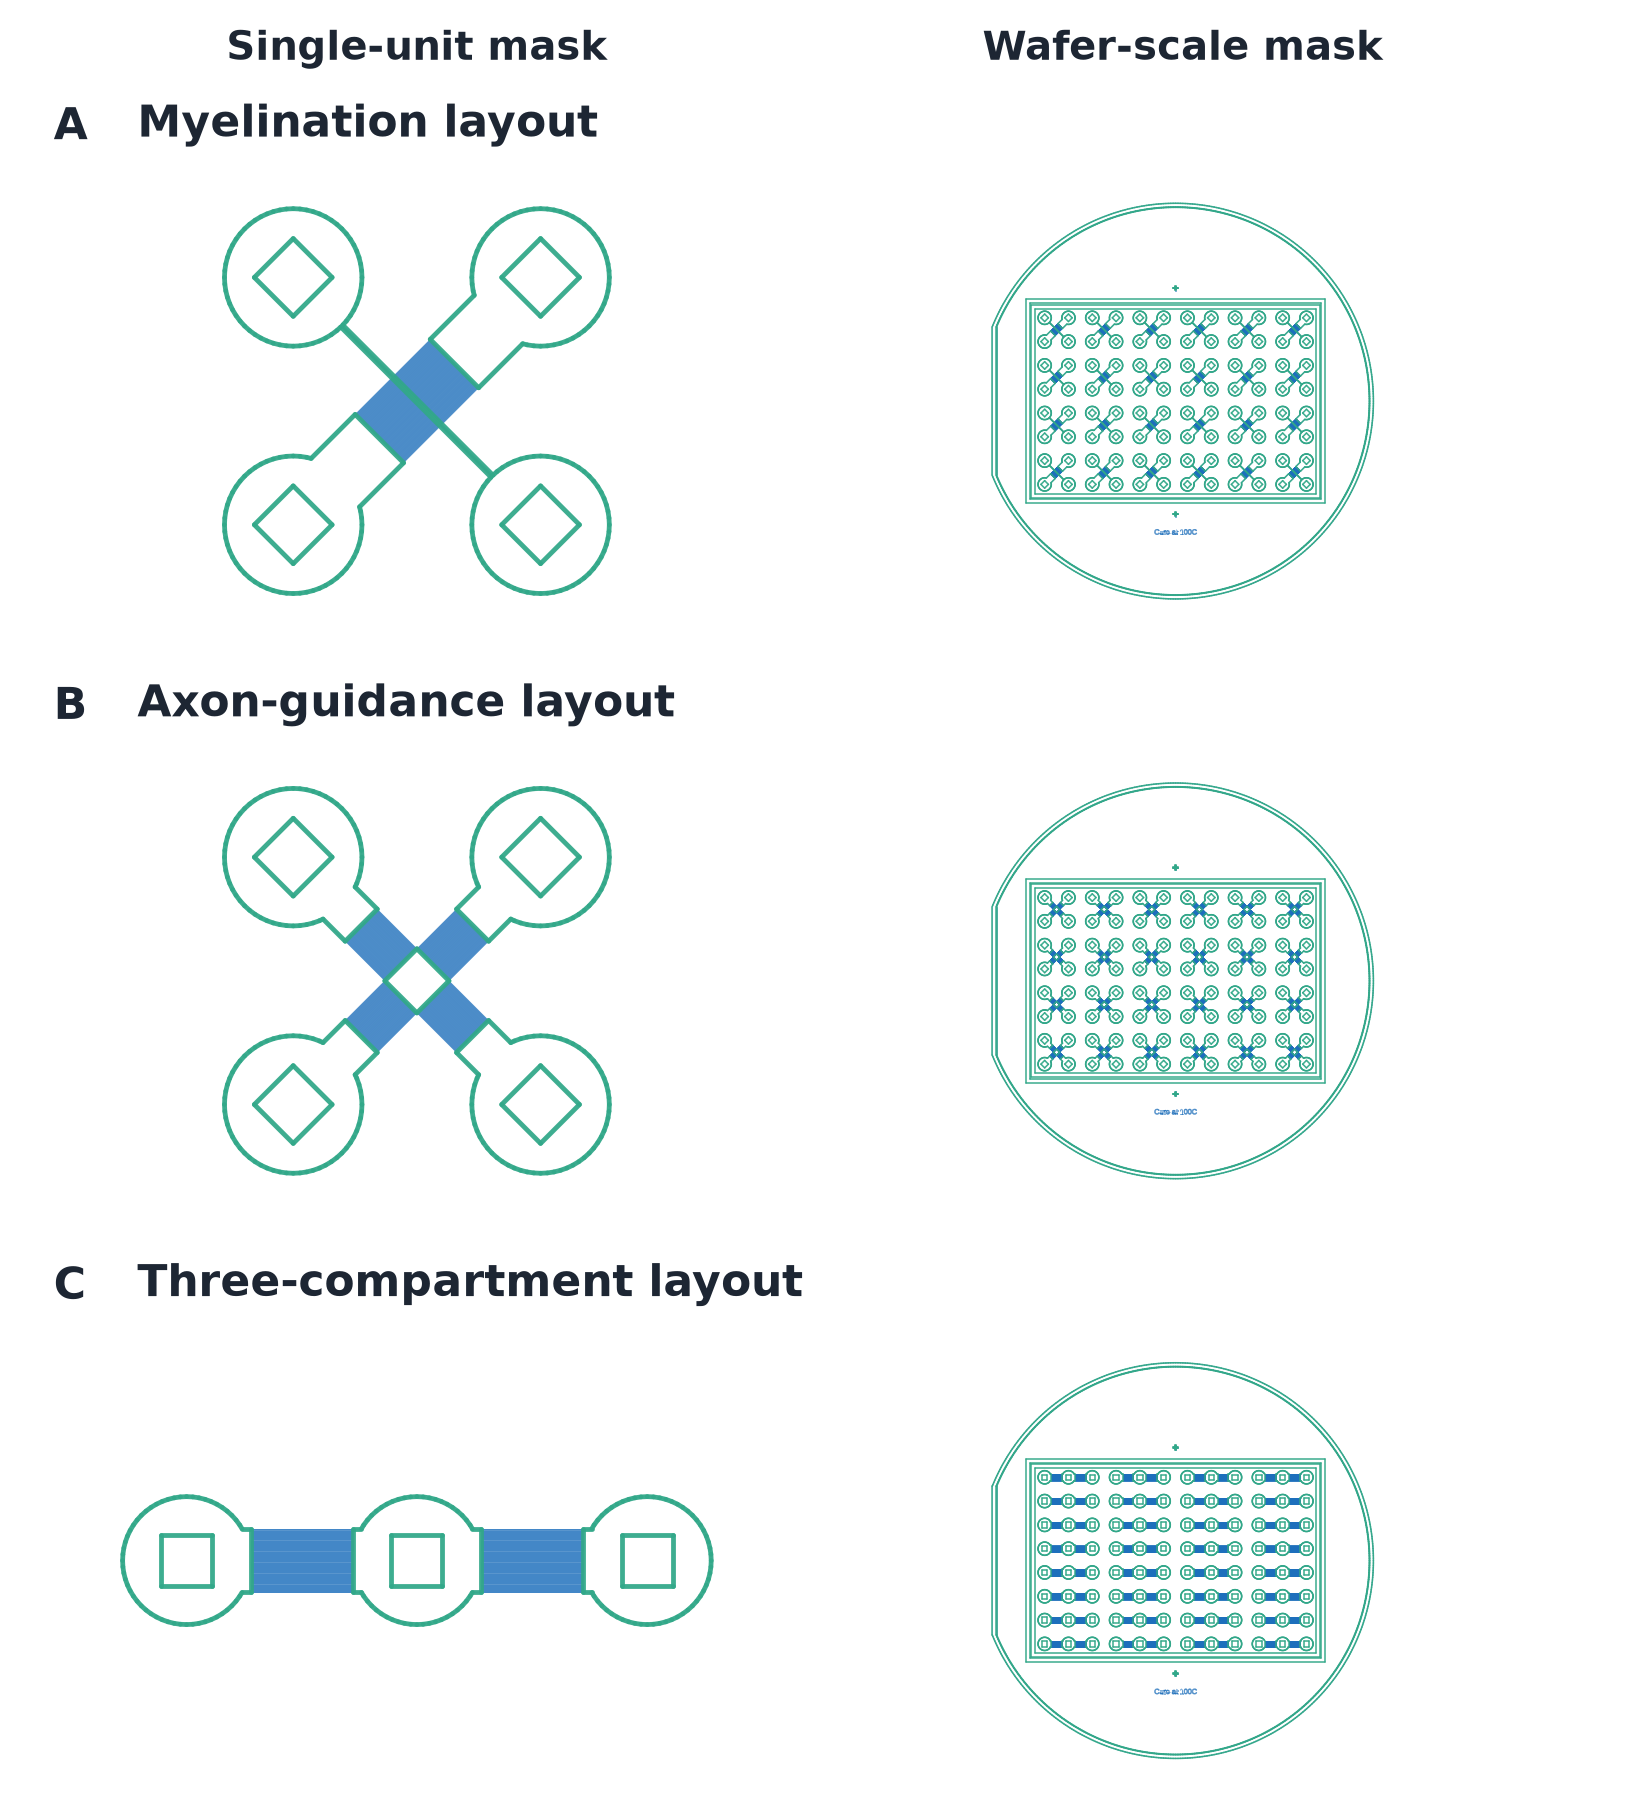 Single-unit mask
Wafer-scale mask
A Myelination layout
B Axon-guidance layout
C Three-compartment layout